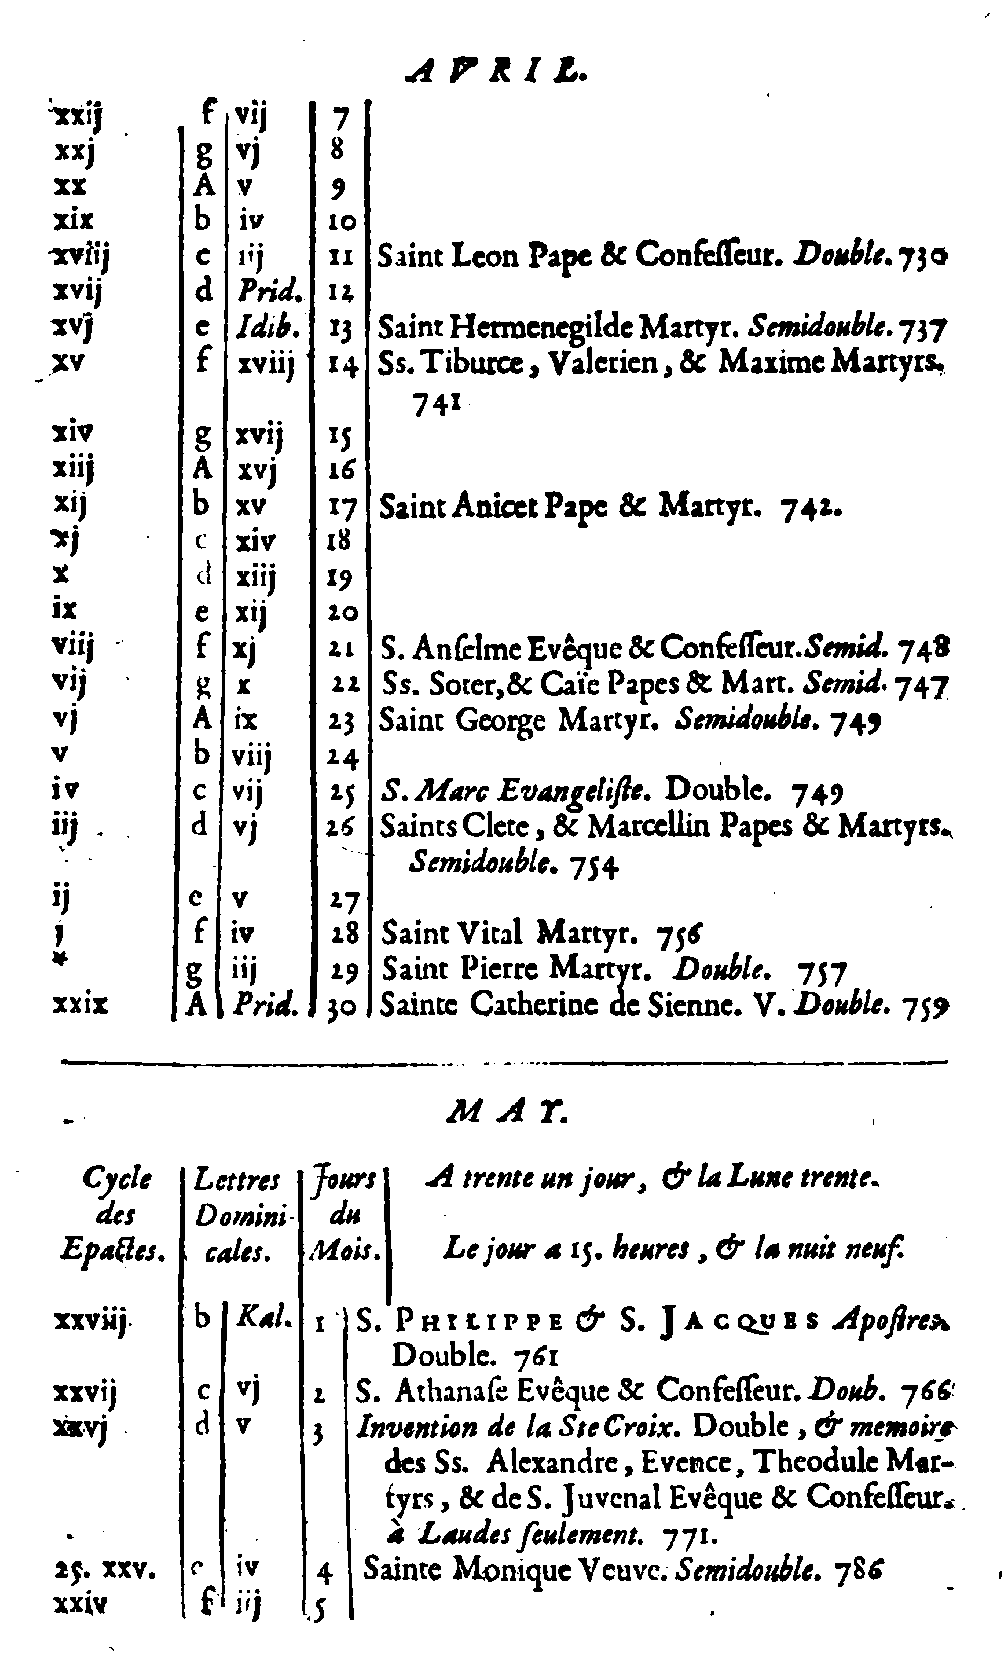 AVRIL.
xxij f vij 7
xxj g vj 8
xx A v 9
xix b iv 10
xviij c iij 11 Saint Leon Pape & Confeſſeur. Double. 730
xvij d Prid. 12
xvj e Idib. 13 Saint Hermenegilde Martyr. Semidouble. 737
xv f xviij 14 Ss. Tiburce, Valerien, & Maxime Martyrs.
741
xiv g xvij 15
xiij A xvj 16
xij b xv 17 Saint Anicet Pape & Martyr. 742.
xj c xiv 18
x d xiij 19
ix e xij 20
viij f xj 21 S. Anſelme Evêque & Confeſſeur. Semid. 748
vij g x 22 Ss. Soter, & Caïe Papes & Mart. Semid. 747
vj A ix 23 Saint George Martyr. Semidouble. 749
v b viij 24
iv c vij 25 S. Marc Evangeliſte. Double. 749
iij d vj 26 Saints Clete, & Marcellin Papes & Martyrs.
Semidouble. 754
ij e v 27
j f iv 28 Saint Vital Martyr. 756
* g iij 29 Saint Pierre Martyr. Double. 757
xxix A Prid. 30 Sainte Catherine de Sienne. V. Double. 759
MAY.
Cycle Lettres Jours A trente un jour, & la Lune trente.
des Domini- du
Epactes. cales. Mois. Le jour a 15. heures, & la nuit neuf.
xxviij b Kal. 1 S. PHILIPPE & S. JACQUES Apoſtres
Double. 761
xxvij c vj 2 S. Athanaſe Evêque & Confeſſeur. Doub. 766
xxvj d v 3 Invention de la Ste Croix. Double, & memoire
des Ss. Alexandre, Evence, Theodule Mar-
tyrs, & de S. Juvenal Evêque & Confeſſeur.
à Laudes ſeulement. 771.
25. xxv. e iv 4 Sainte Monique Veuve. Semidouble. 786
xxiv f iij 5